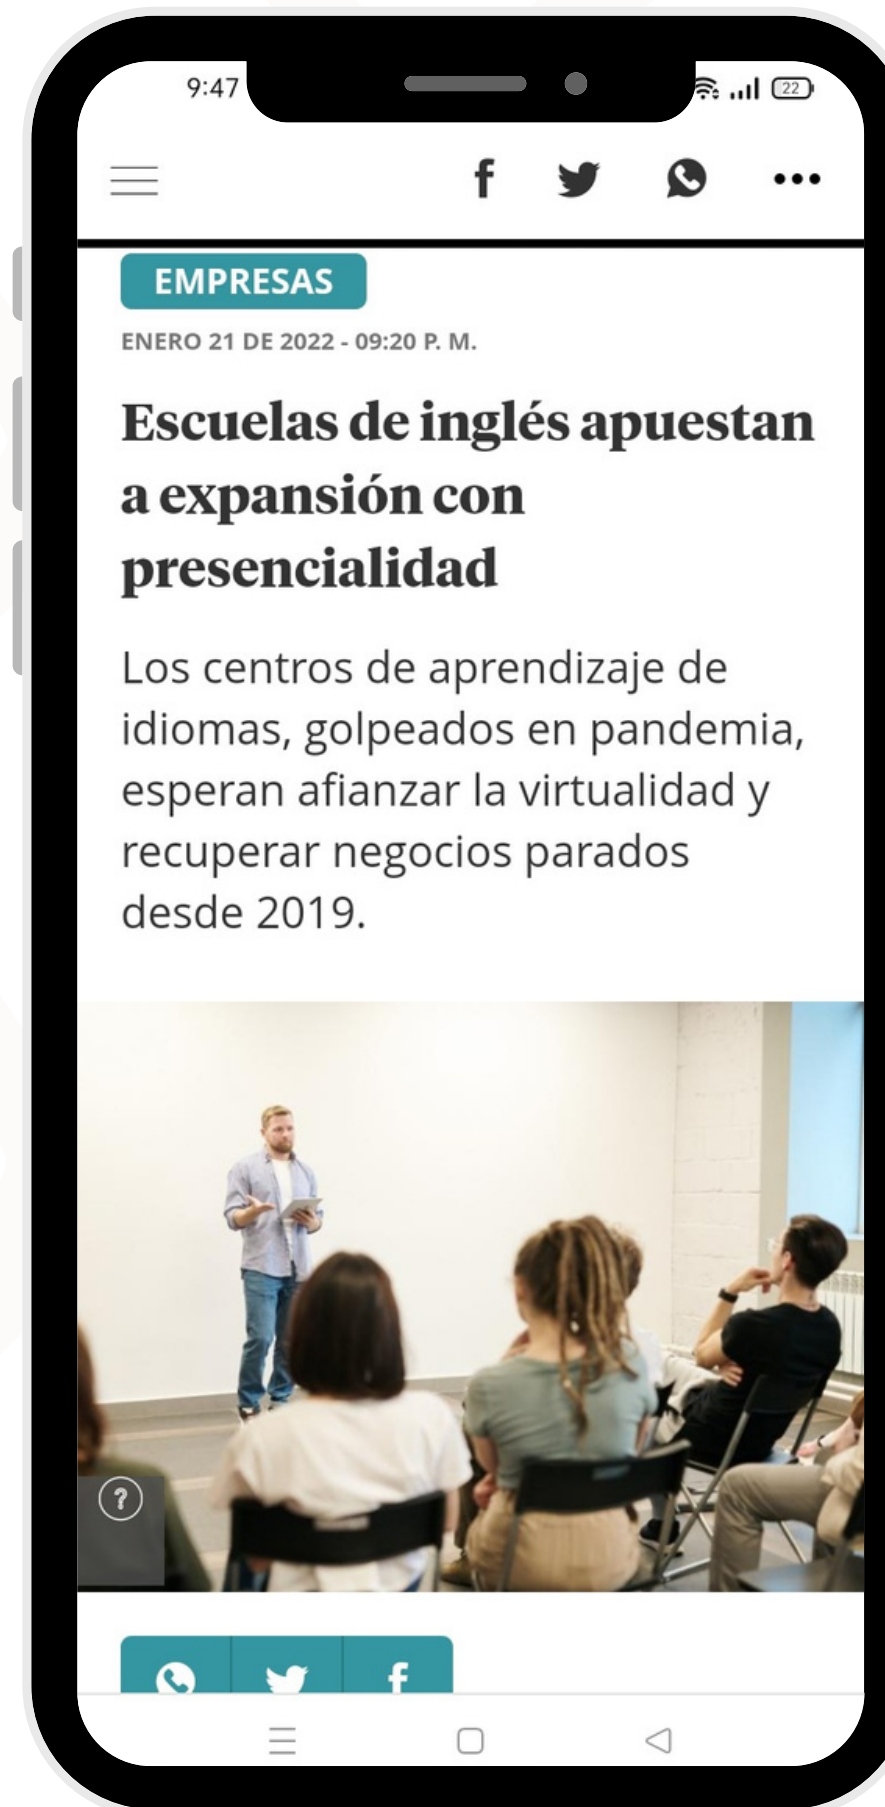 9:47
22
EMPRESAS
ENERO 21 DE 2022 - 09:20 P. M.
Escuelas de inglés apuestan
a expansión con
presencialidad
Los centros de aprendizaje de
idiomas, golpeados en pandemia,
esperan afianzar la virtualidad y
recuperar negocios parados
desde 2019.
?